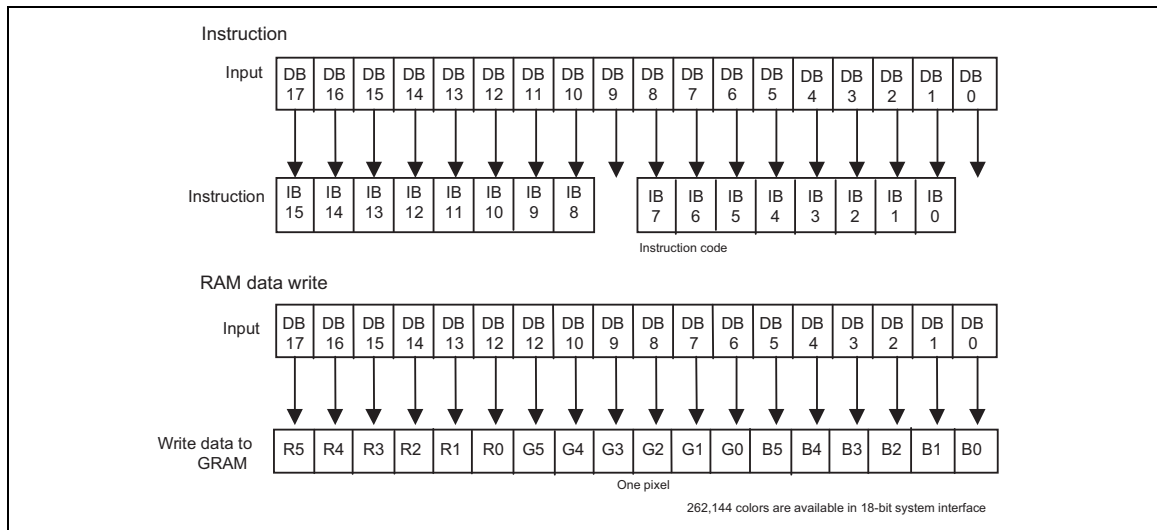 Instruction
Input DB 17 DB 16 DB 15 DB 14 DB 13 DB 12 DB 11 DB 10 DB 9 DB 8 DB 7 DB 6 DB 5 DB 4 DB 3 DB 2 DB 1 DB 0
Instruction IB 15 IB 14 IB 13 IB 12 IB 11 IB 10 IB 9 IB 8 IB 7 IB 6 IB 5 IB 4 IB 3 IB 2 IB 1 IB 0
Instruction code
RAM data write
Input DB 17 DB 16 DB 15 DB 14 DB 13 DB 12 DB 12 DB 10 DB 9 DB 8 DB 7 DB 6 DB 5 DB 4 DB 3 DB 2 DB 1 DB 0
Write data to GRAM R5 R4 R3 R2 R1 R0 G5 G4 G3 G2 G1 G0 B5 B4 B3 B2 B1 B0
One pixel
262,144 colors are available in 18-bit system interface